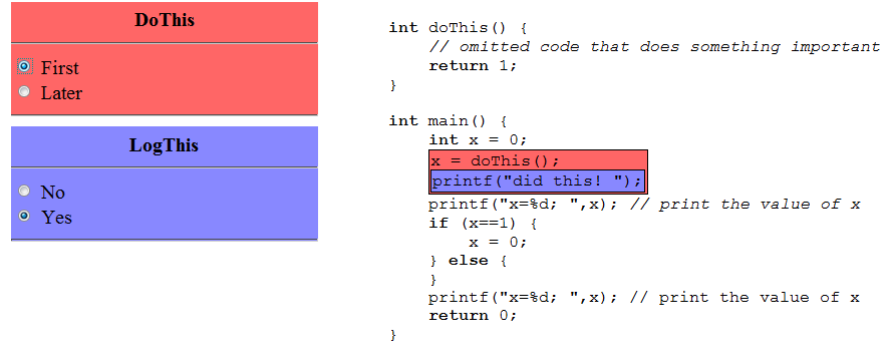 DoThis
First
Later
LogThis
No
Yes
int doThis() {
    // omitted code that does something important
    return 1;
}
int main() {
    int x = 0;
    x = doThis();
    printf("did this! ");
    printf("x=%d; ",x); // print the value of x
    if (x==1) {
        x = 0;
    } else {
    }
    printf("x=%d; ",x); // print the value of x
    return 0;
}